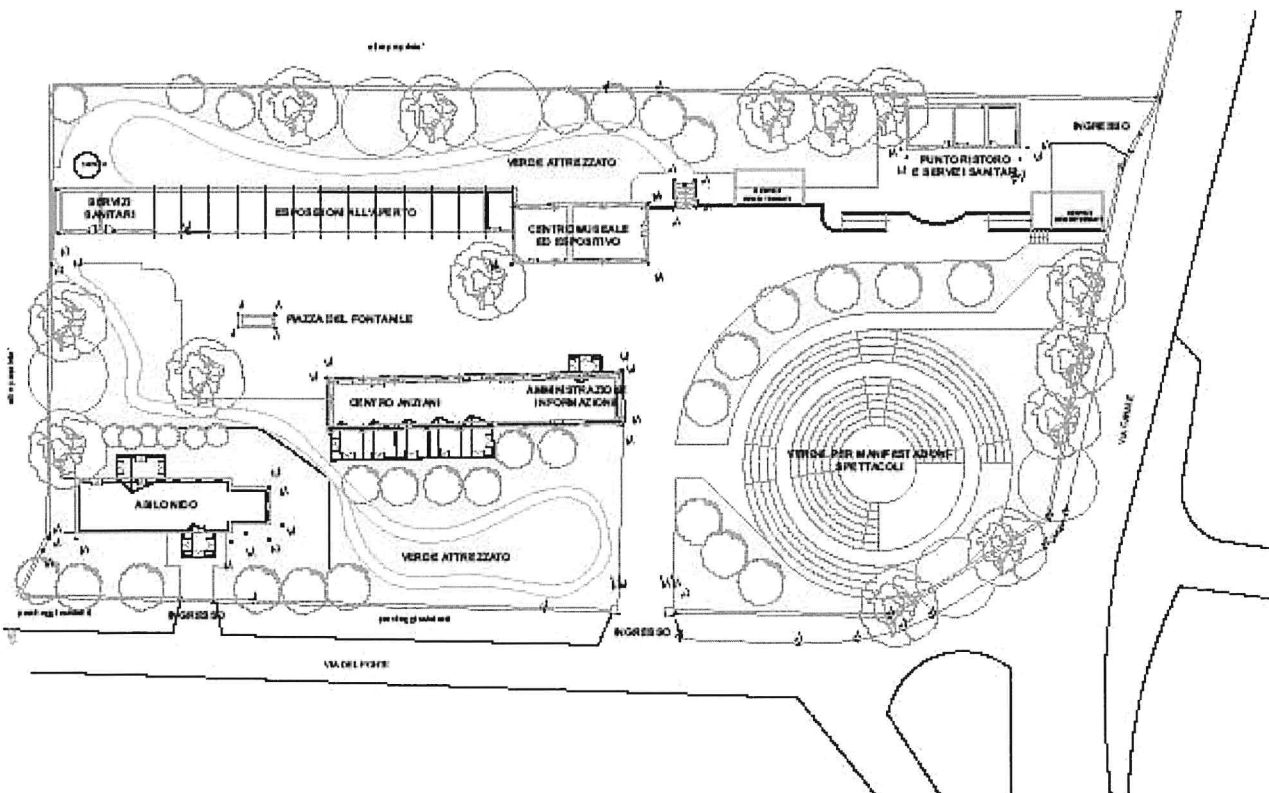 INGRESSO
VERDE ATTREZZATO
PUNTO RISTORO
E SERVIZI SANITARI
SERVIZI
SANITARI
ESPOSIZIONI ALL'APERTO
CENTRO MUSEALE
ED ESPOSITIVO
PIAZZA DEL FONTANILE
CENTRO ANZIANI
AMMINISTRAZIONE
INFORMAZIONE
VERDE PER MANIFESTAZIONI
SPETTACOLI
ASILO NIDO
VERDE ATTREZZATO
INGRESSO
INGRESSO
VIA DEL FONTE